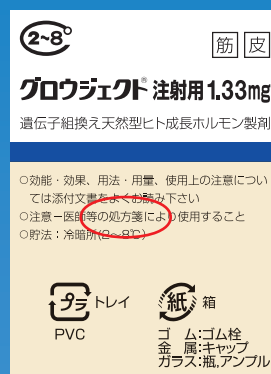 2~8°
筋 皮
グロウジェクト® 注射用1.33mg
遺伝子組換え天然型ヒト成長ホルモン製剤
○効能・効果、用法・用量、使用上の注意につい
ては添付文書をよくお読み下さい
○注意－医師等の処方箋により使用すること
○貯法：冷暗所(2～8℃)
プラ トレイ 紙 箱
PVC
ゴム:ゴム栓
金属:キャップ
ガラス:瓶,アンプル